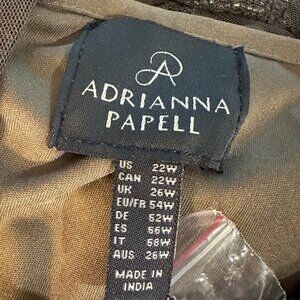 ADRIANNA
PAPELL
US 22W
CAN 22W
UK 26W
EU/FR 54W
DE 52W
ES 56W
IT 58W
AUS 26W
MADE IN
INDIA